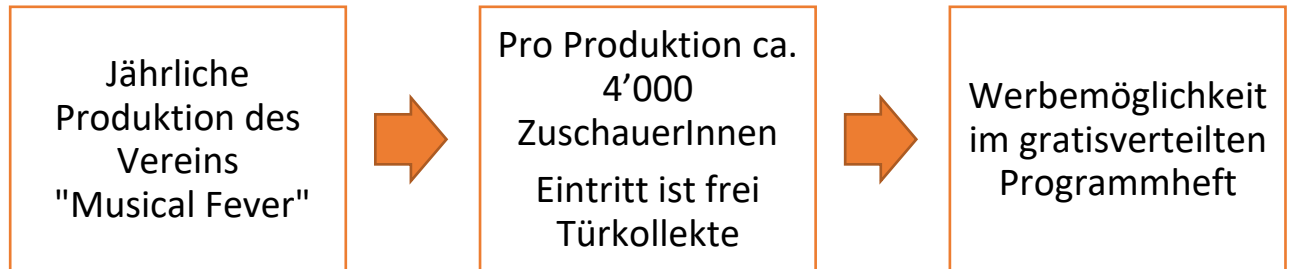 Jährliche
Produktion des
Vereins
"Musical Fever"
Pro Produktion ca.
4’000
ZuschauerInnen
Eintritt ist frei
Türkollekte
Werbemöglichkeit
im gratisverteilten
Programmheft